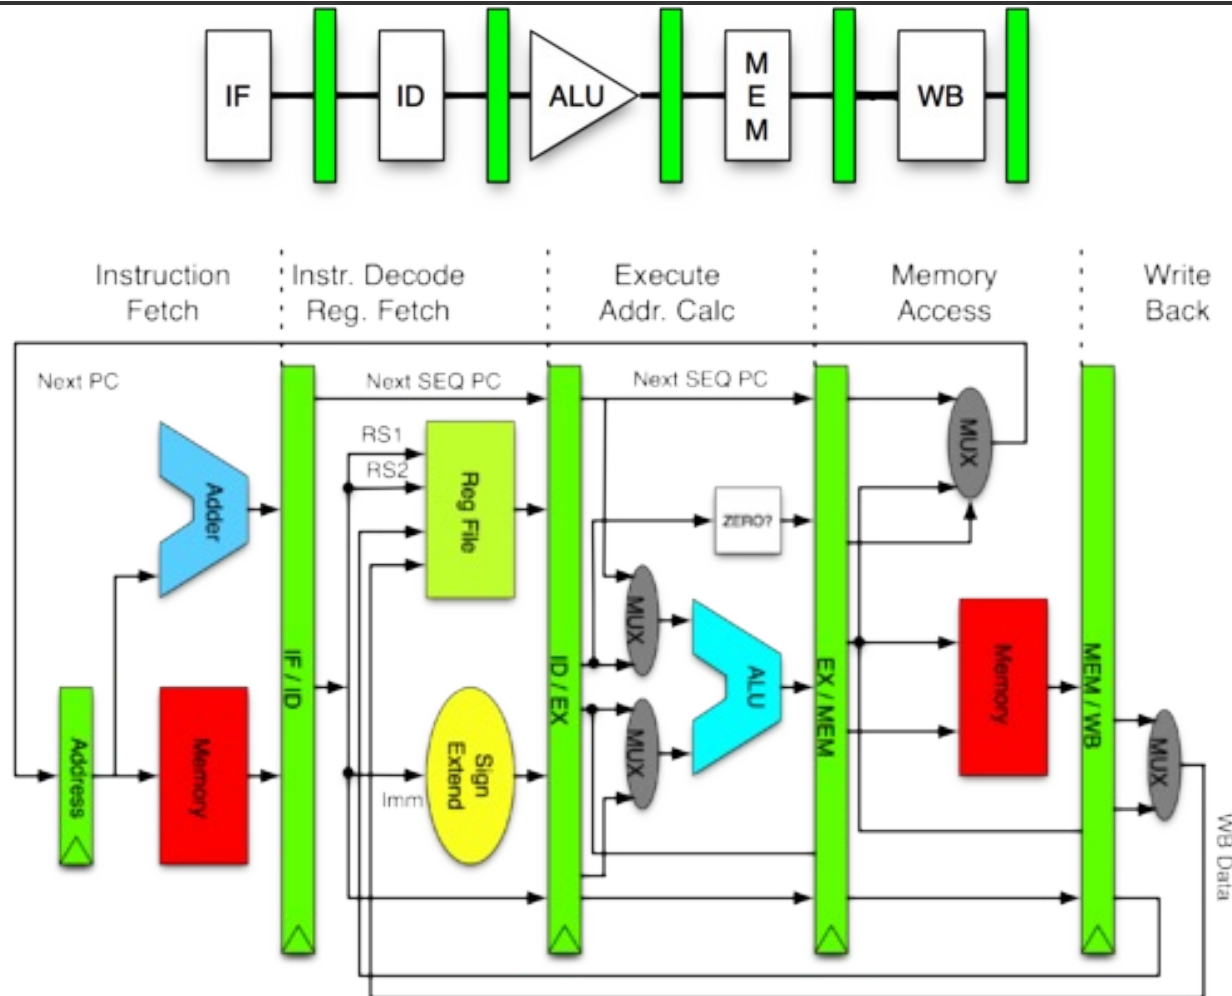 IF
ID
ALU
M
E
M
WB
Instruction
Fetch
Instr. Decode
Reg. Fetch
Execute
Addr. Calc
Memory
Access
Write
Back
Next PC
Next SEQ PC
Next SEQ PC
RS1
RS2
Adder
Reg File
MUX
ZERO?
MUX
IF / ID
ID / EX
ALU
EX / MEM
Memory
MEM / WB
Address
Memory
Imm
Sign
Extend
MUX
MUX
WB Data